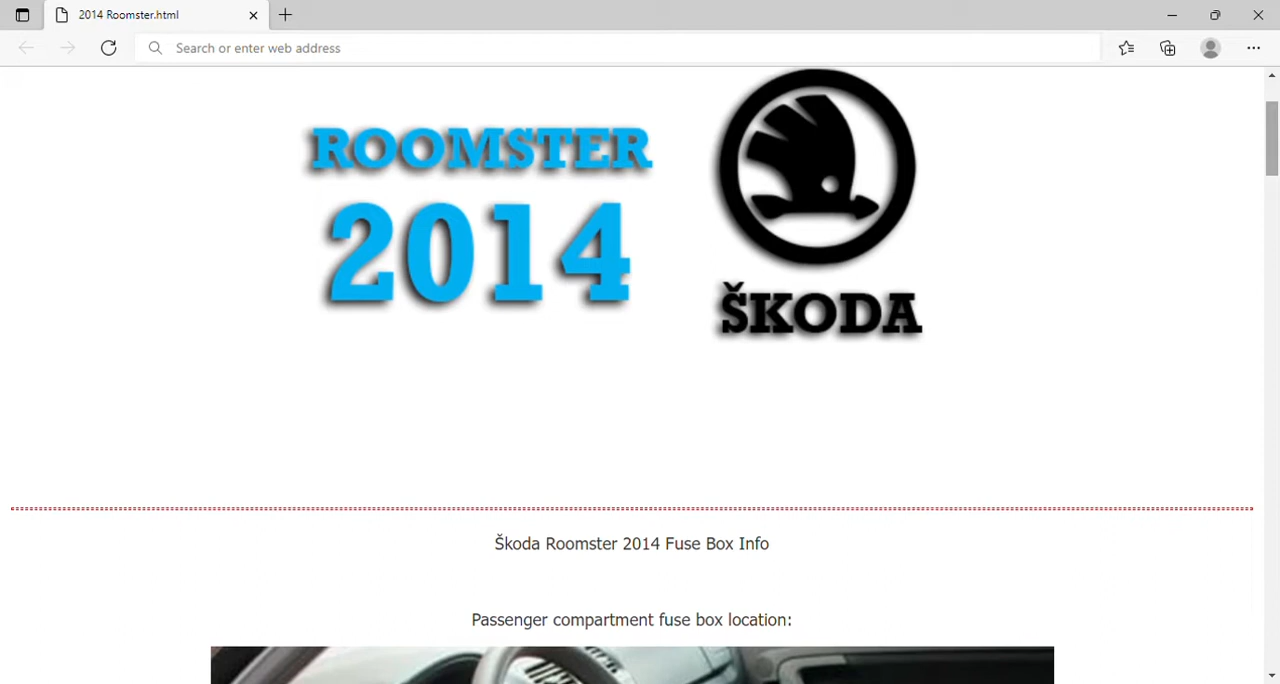 2014 Roomster.html
Search or enter web address
ROOMSTER
2014
ŠKODA
Škoda Roomster 2014 Fuse Box Info
Passenger compartment fuse box location: